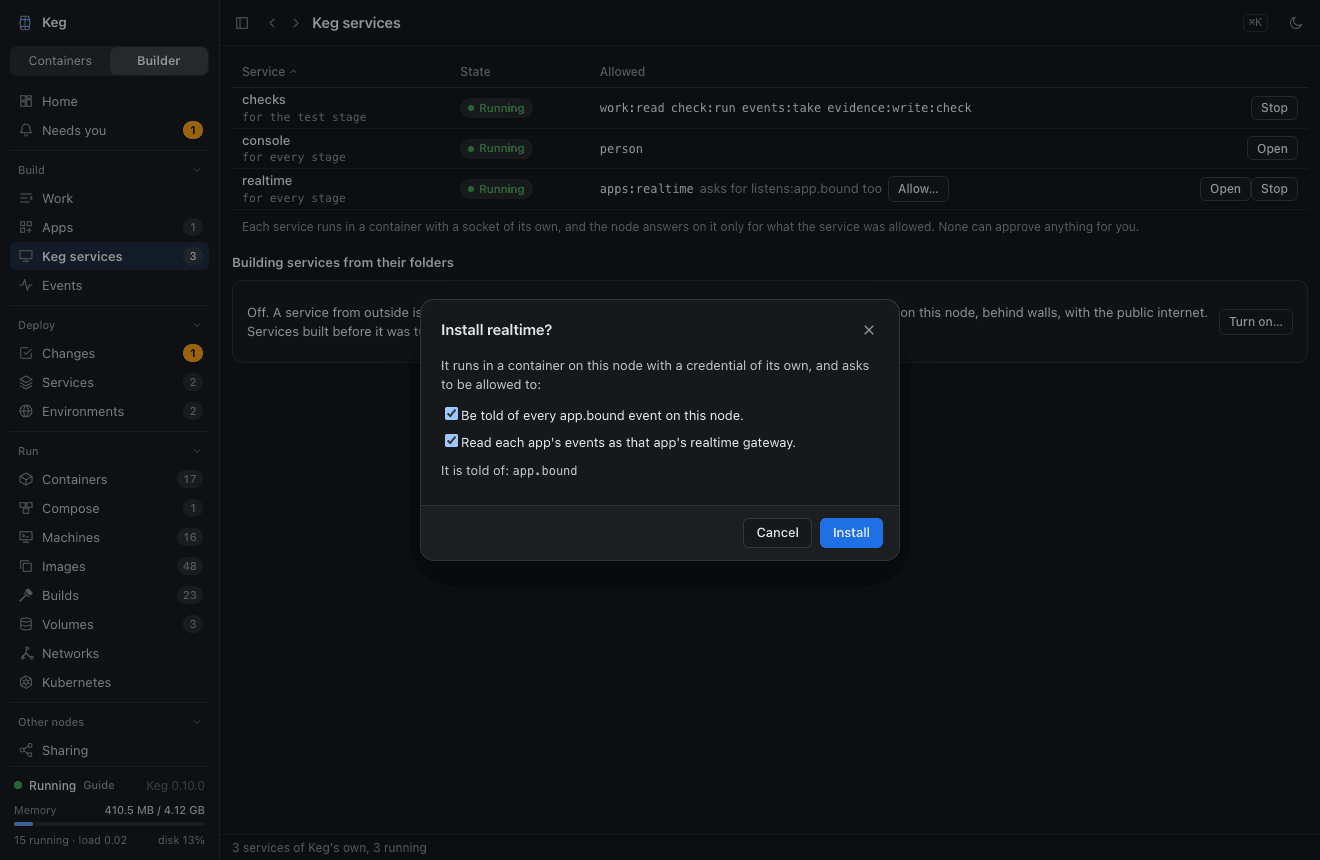 Keg
Containers
Builder
Home
Needs you 1
Build
Work
Apps 1
Keg services 3
Events
Deploy
Changes 1
Services 2
Environments 2
Run
Containers 17
Compose 1
Machines 16
Images 48
Builds 23
Volumes 3
Networks
Kubernetes
Other nodes
Sharing
Running Guide Keg 0.10.0
Memory 410.5 MB / 4.12 GB
15 running · load 0.02 disk 13%
Keg services
⌘K
Service State Allowed
checks
for the test stage
Running
work:read check:run events:take evidence:write:check
Stop
console
for every stage
Running
person
Open
realtime
for every stage
Running
apps:realtime asks for listens:app.bound too
Allow...
Open
Stop
Each service runs in a container with a socket of its own, and the node answers on it only for what the service was allowed. None can approve anything for you.
Building services from their folders
Off. A service from outside is
on this node, behind walls, with the public internet.
Services built before it was
Turn on...
Install realtime?
It runs in a container on this node with a credential of its own, and asks
to be allowed to:
Be told of every app.bound event on this node.
Read each app's events as that app's realtime gateway.
It is told of: app.bound
Cancel
Install
3 services of Keg's own, 3 running